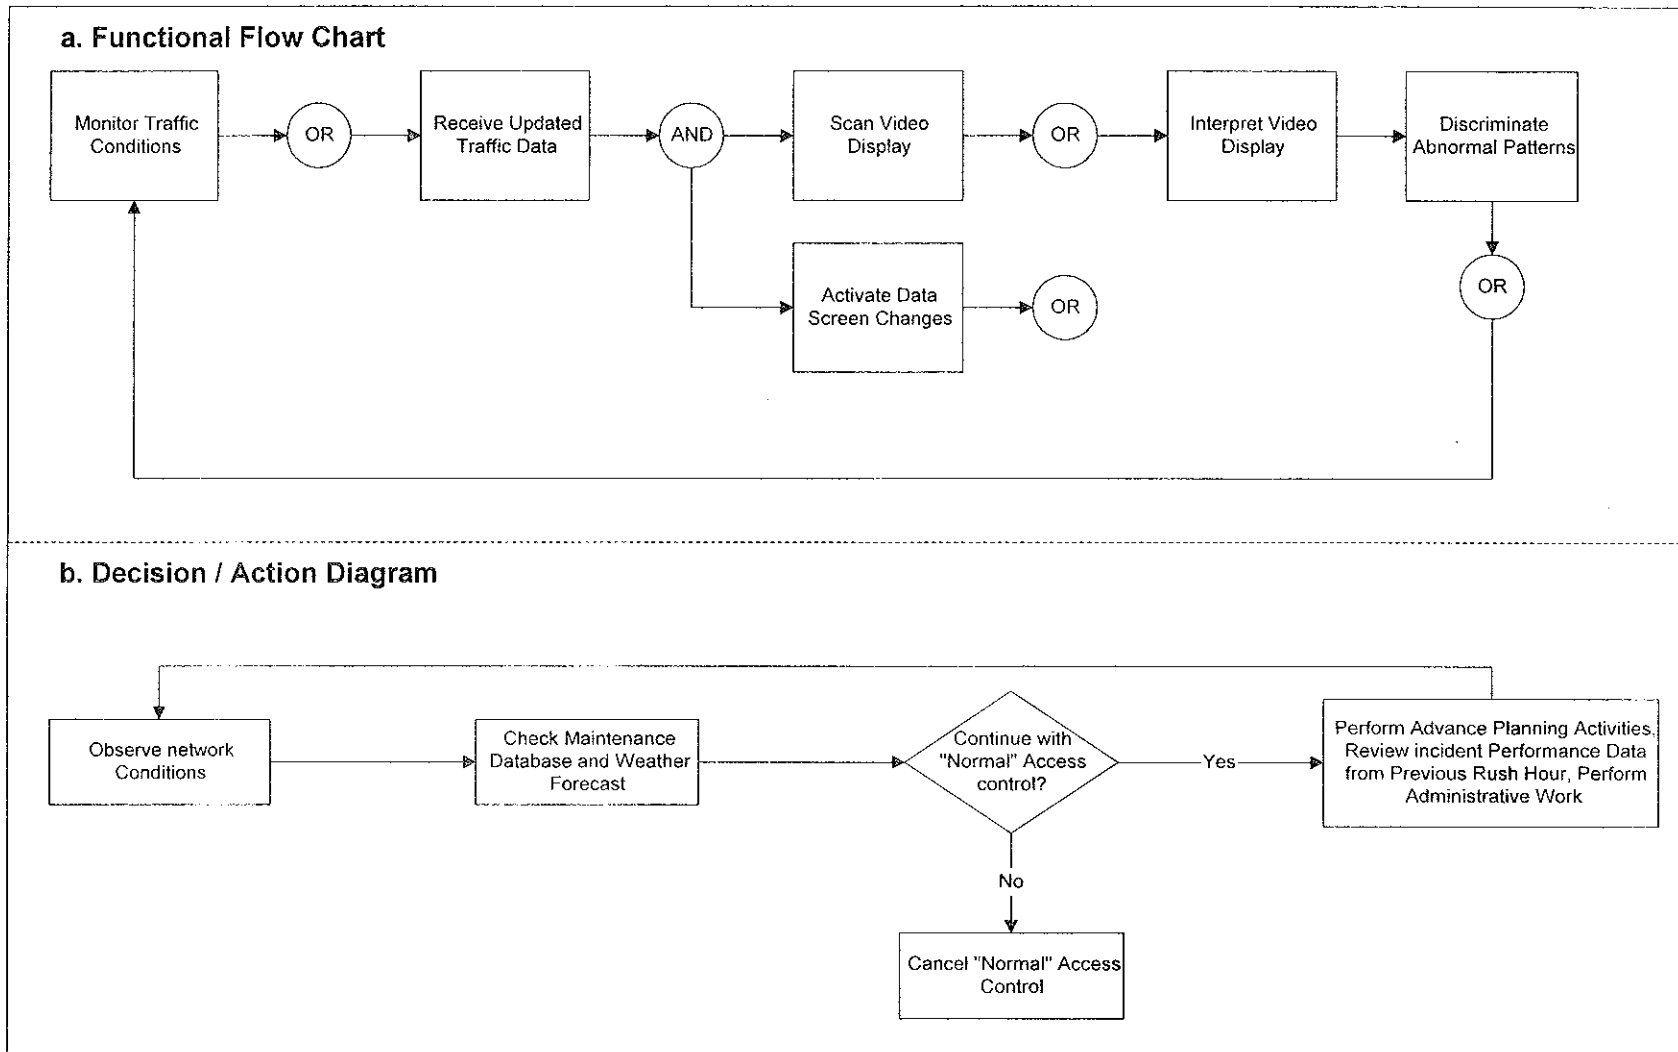 a. Functional Flow Chart
Monitor Traffic
Conditions
OR
Receive Updated
Traffic Data
AND
Scan Video
Display
OR
Interpret Video
Display
Discriminate
Abnormal Patterns
Activate Data
Screen Changes
OR
OR
b. Decision / Action Diagram
Observe network
Conditions
Check Maintenance
Database and Weather
Forecast
Continue with
"Normal" Access
control?
Yes
Perform Advance Planning Activities,
Review incident Performance Data
from Previous Rush Hour, Perform
Administrative Work
No
Cancel "Normal" Access
Control